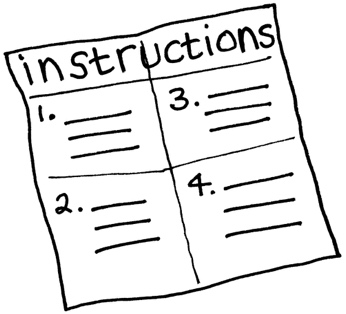 instructions
1.
2.
3.
4.